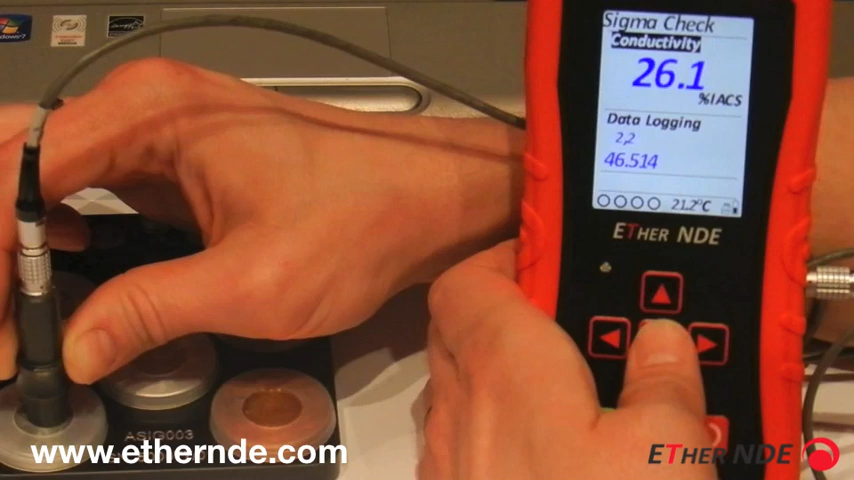 Sigma Check
Conductivity
26.1
%IACS
Data Logging
2,2
46.514
21.2°C
ETHER NDE
ASIG003
www.ethernde.com
ETHER NDE